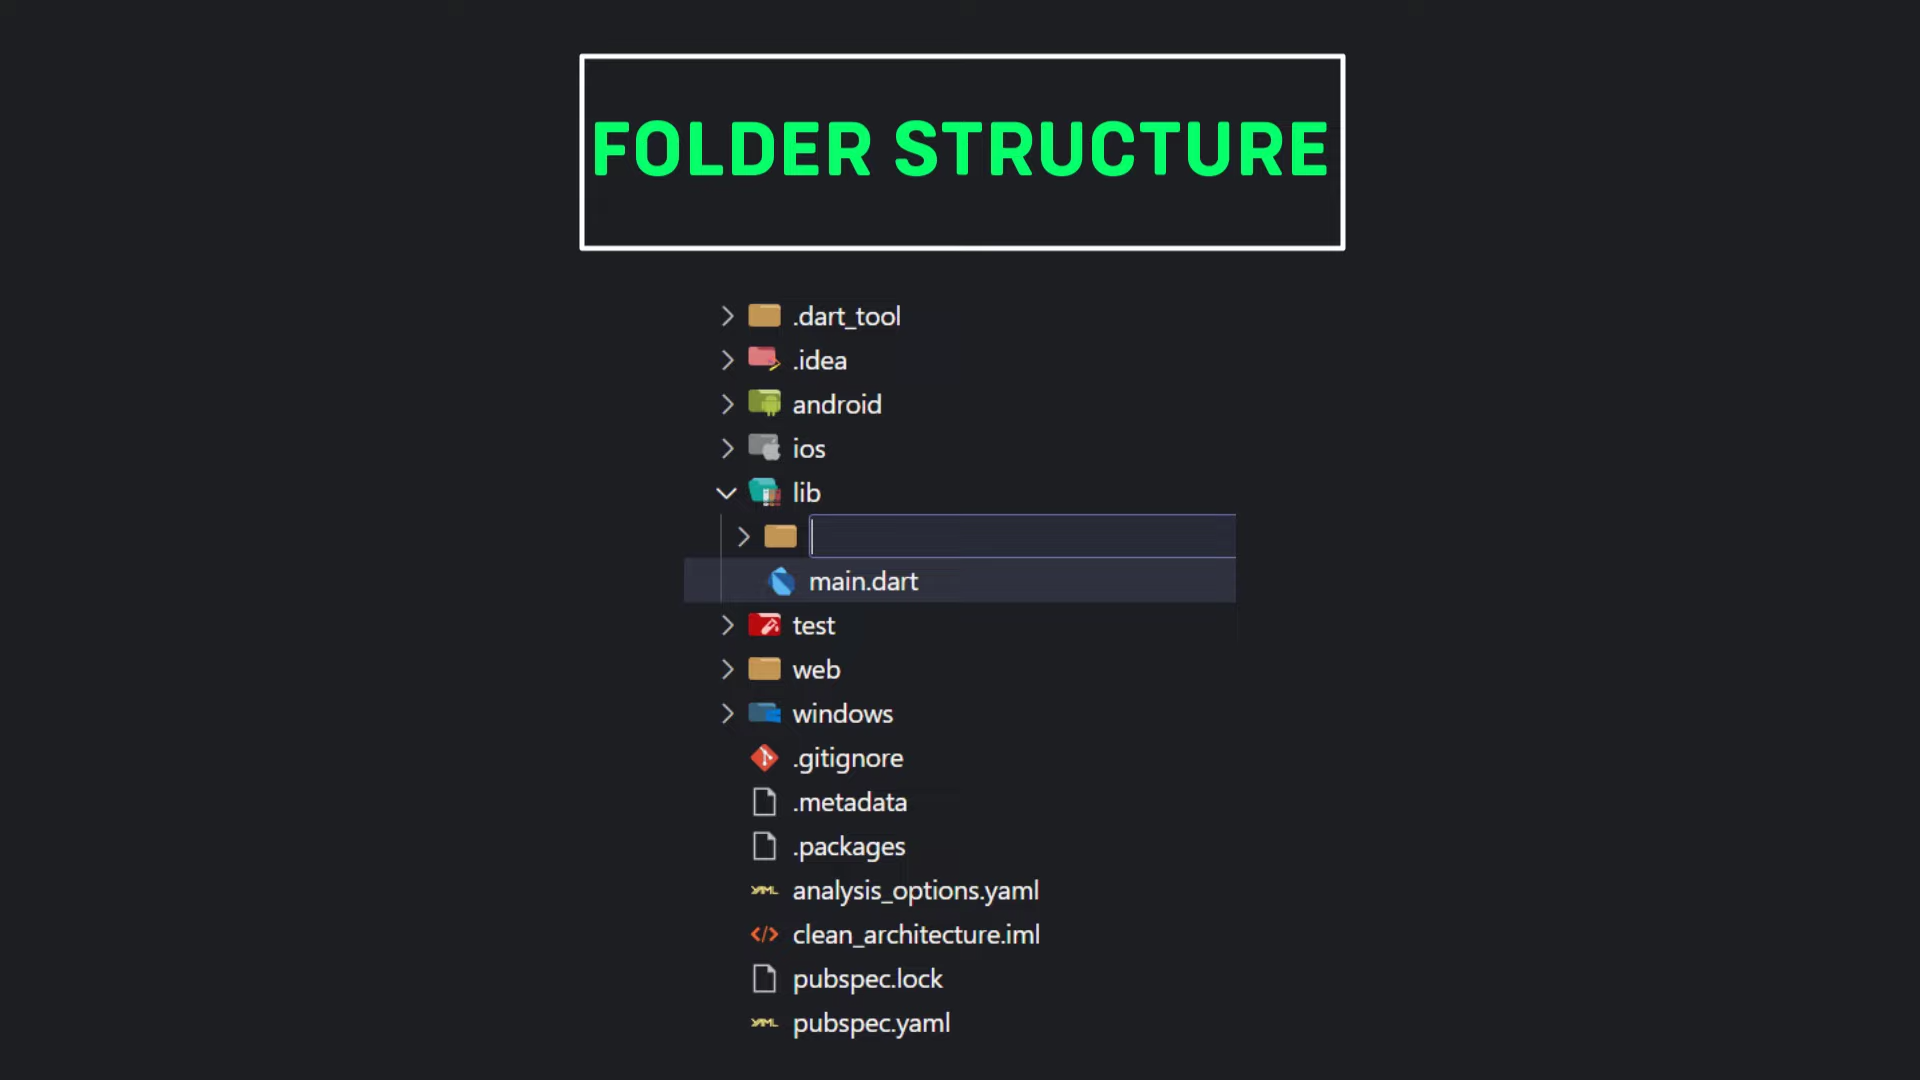 FOLDER STRUCTURE
.dart_tool
.idea
android
ios
lib
main.dart
test
web
windows
.gitignore
.metadata
.packages
analysis_options.yaml
clean_architecture.iml
pubspec.lock
pubspec.yaml